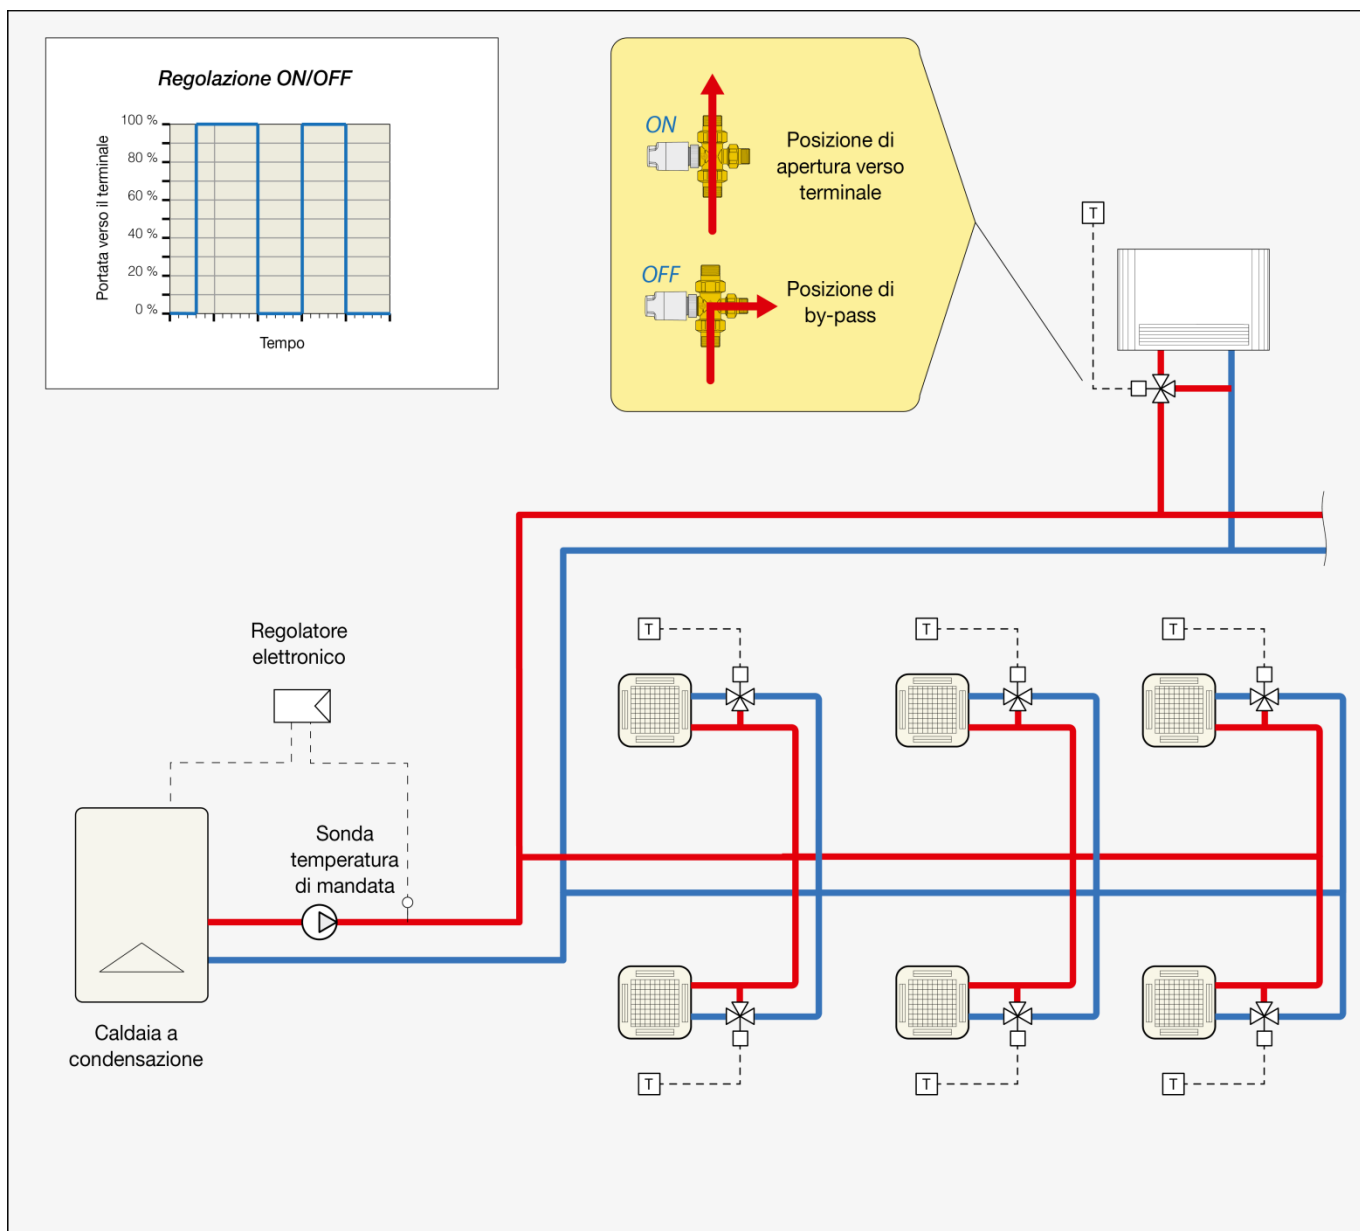 Regolazione ON/OFF
Portata verso il terminale
100 %
80 %
60 %
40 %
20 %
0 %
Tempo
ON
Posizione di
apertura verso
terminale
OFF
Posizione di
by-pass
T
Regolatore
elettronico
T
T
T
Sonda
temperatura
di mandata
Caldaia a
condensazione
T
T
T